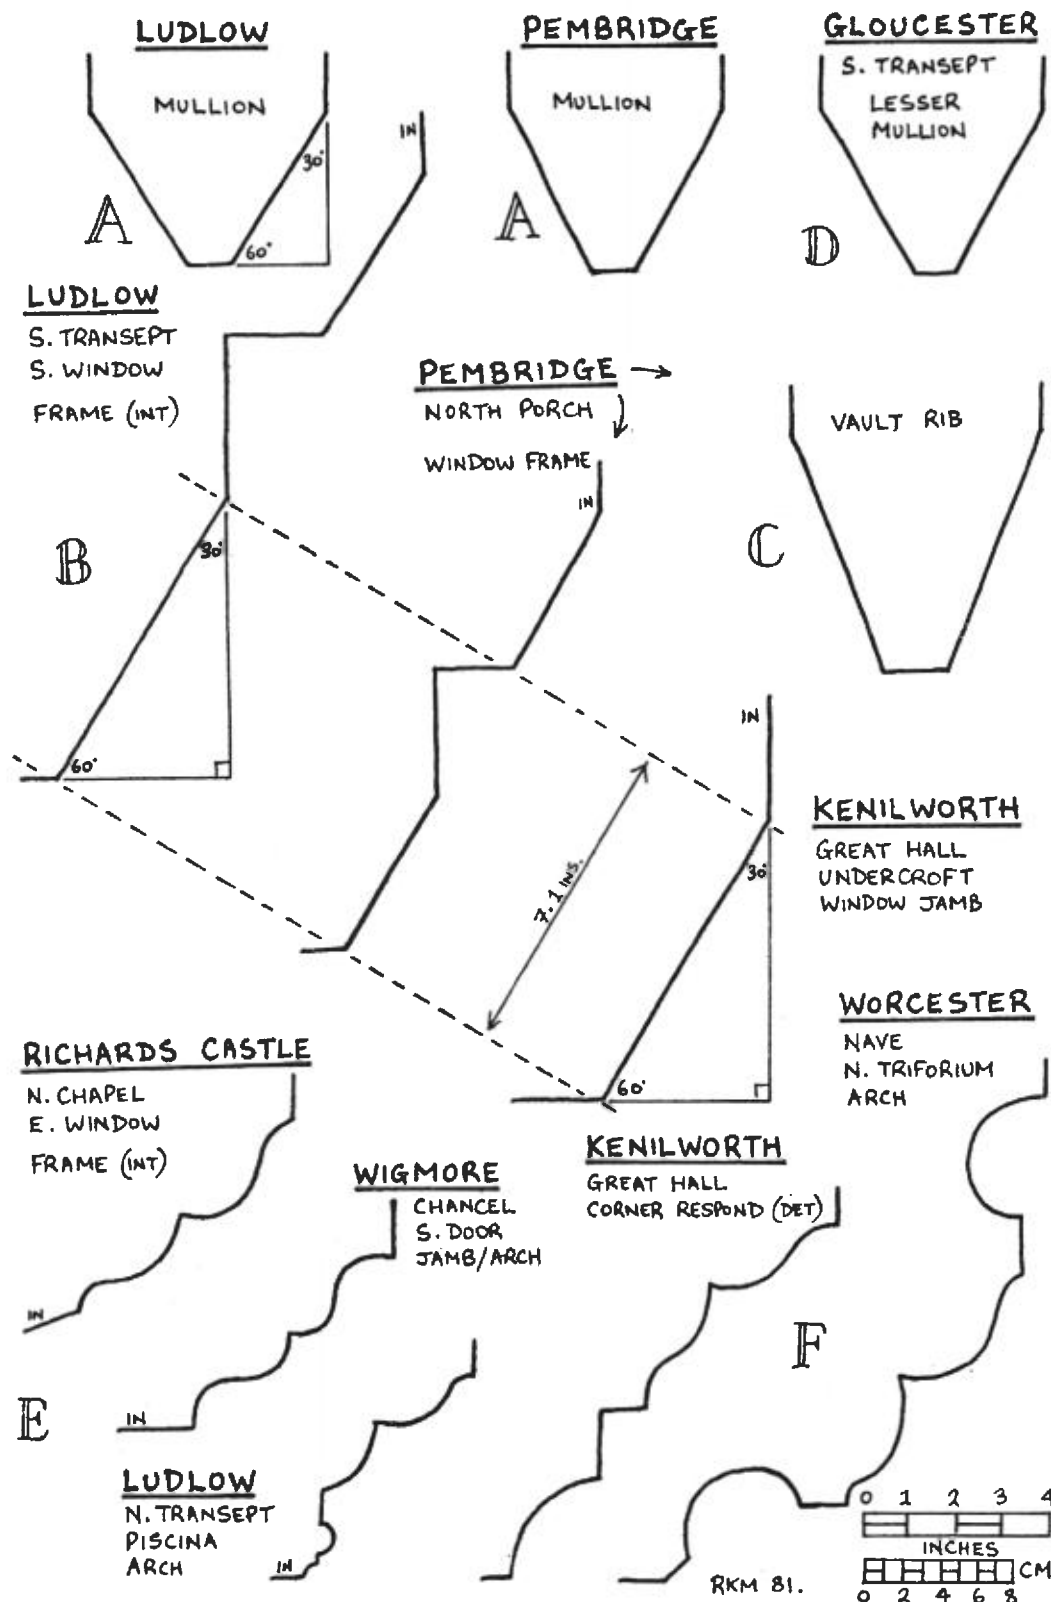 LUDLOW
MULLION
30°
60°
A
IN
PEMBRIDGE
MULLION
A
GLOUCESTER
S. TRANSEPT
LESSER
MULLION
D
LUDLOW
S. TRANSEPT
S. WINDOW
FRAME (INT)
B
30°
60°
PEMBRIDGE →
NORTH PORCH
WINDOW FRAME
IN
VAULT RIB
C
7.1 INS.
IN
30°
60°
KENILWORTH
GREAT HALL
UNDERCROFT
WINDOW JAMB
RICHARDS CASTLE
N. CHAPEL
E. WINDOW
FRAME (INT)
IN
WIGMORE
CHANCEL
S. DOOR
JAMB/ARCH
IN
E
KENILWORTH
GREAT HALL
CORNER RESPOND (DET)
WORCESTER
NAVE
N. TRIFORIUM
ARCH
F
LUDLOW
N. TRANSEPT
PISCINA
ARCH
IN
RKM 81.
0 1 2 3 4
INCHES
CM
0 2 4 6 8